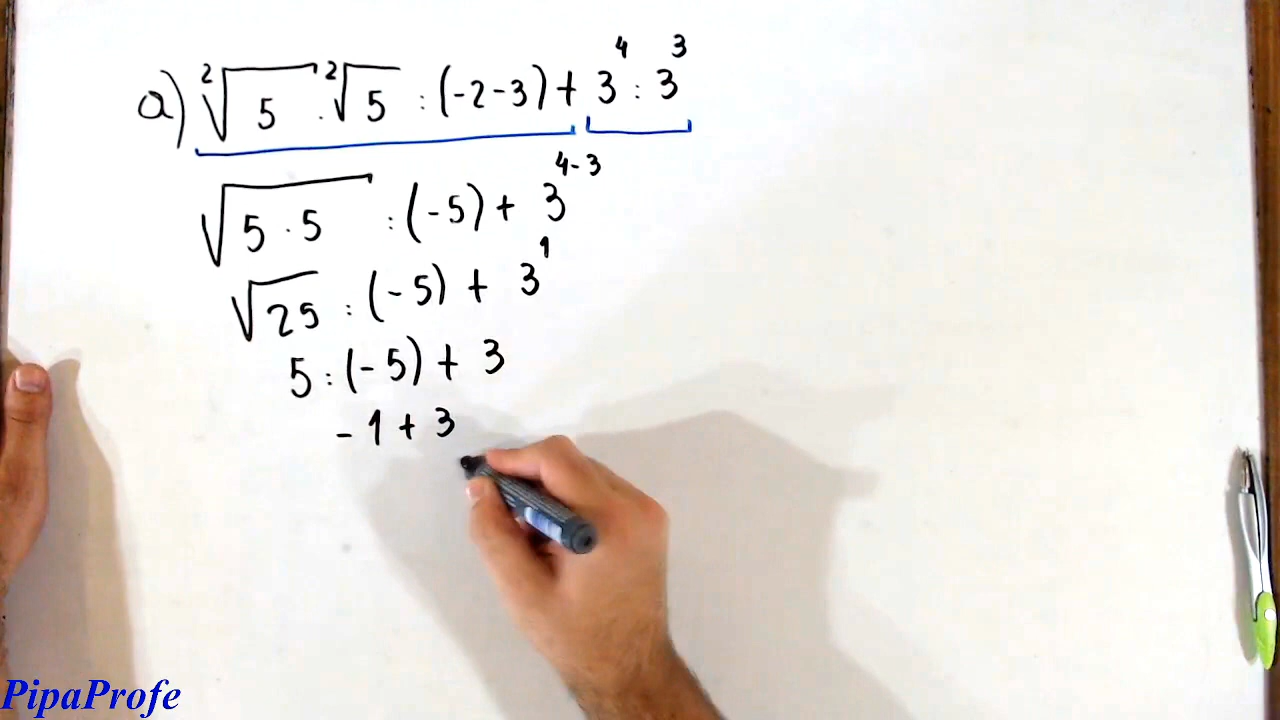 a) ²√5 . ²√5 : (-2-3) + 3⁴ : 3³
√5 · 5 : (-5) + 3⁴⁻³
√25 : (-5) + 3¹
5 : (-5) + 3
-1 + 3
PipaProfe